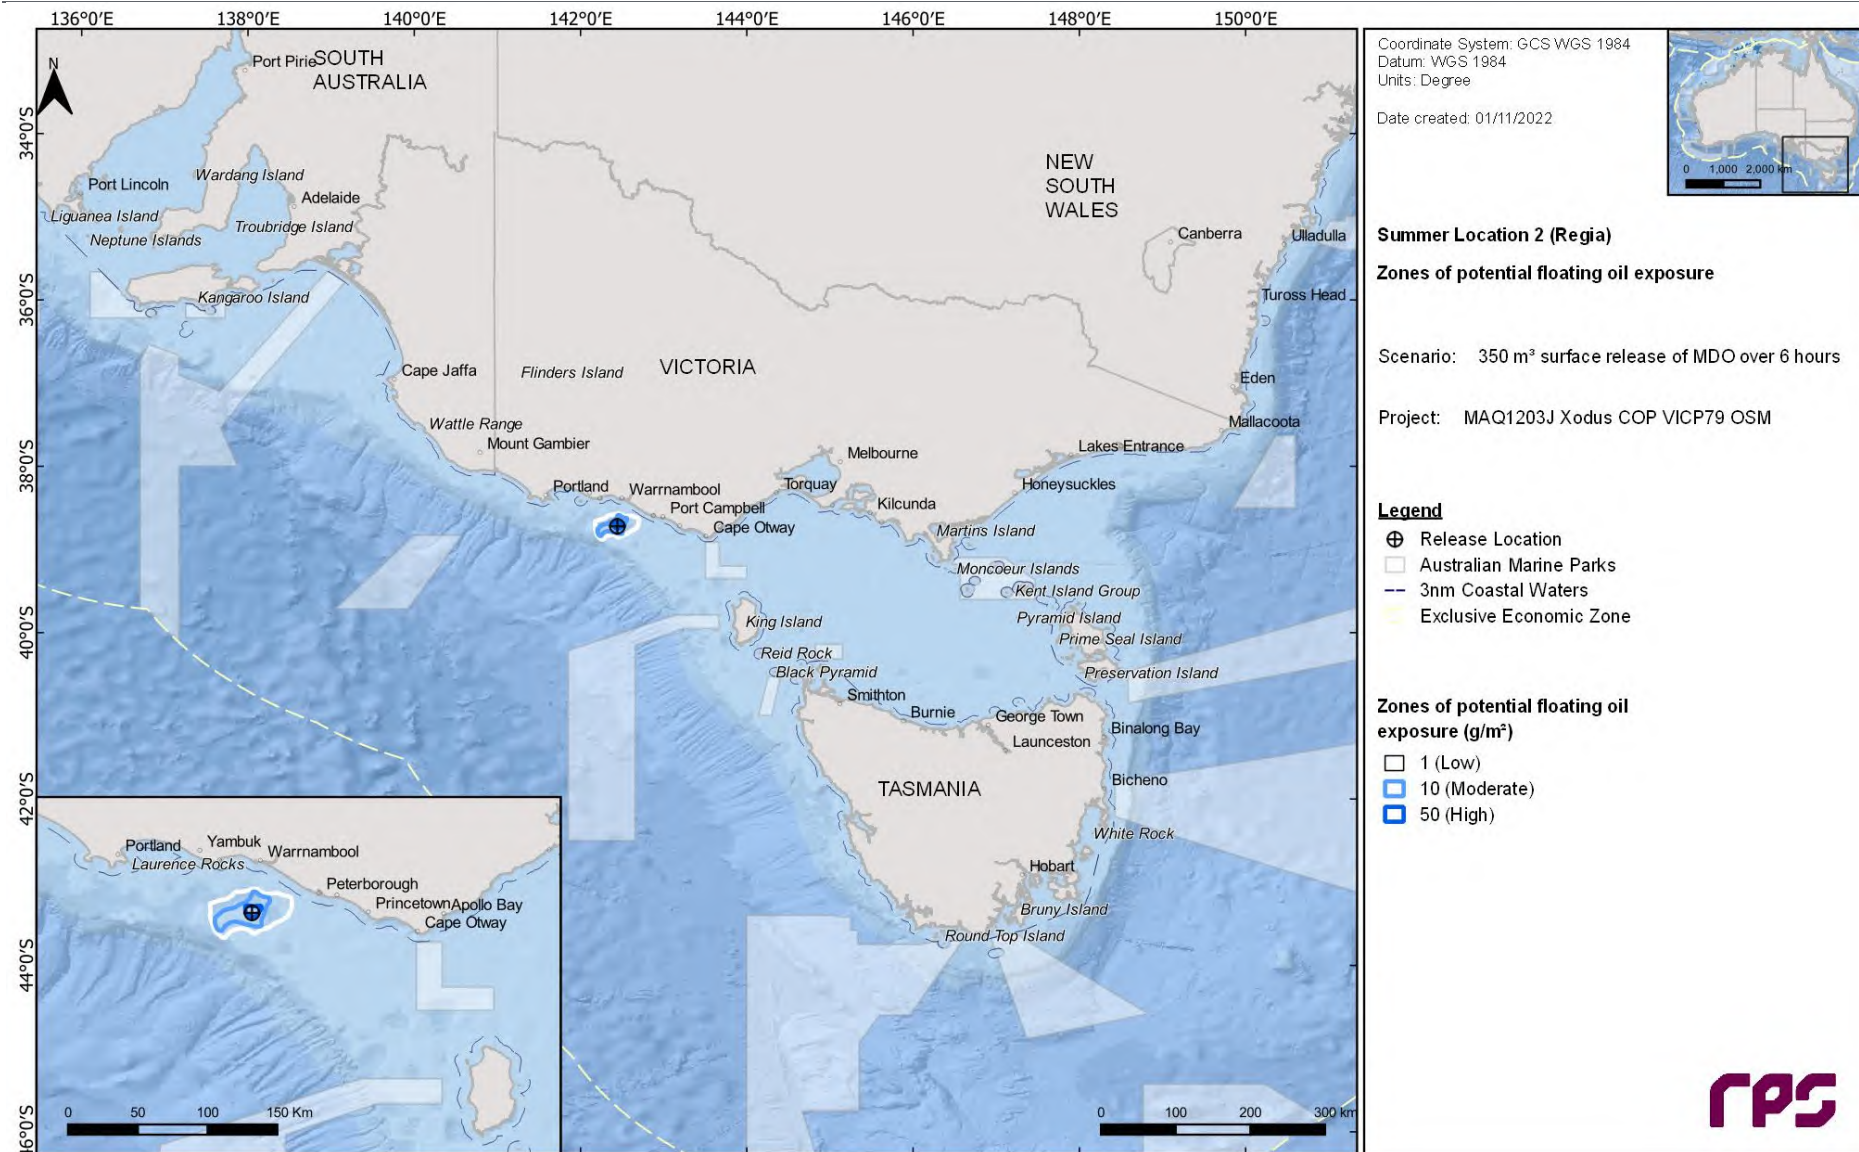 136°0'E 138°0'E 140°0'E 142°0'E 144°0'E 146°0'E 148°0'E 150°0'E
34°0'S
36°0'S
38°0'S
40°0'S
42°0'S
44°0'S
46°0'S
N
Port Pirie
SOUTH
AUSTRALIA
Wardang Island
Port Lincoln
Adelaide
Liguanea Island
Troubridge Island
Neptune Islands
Kangaroo Island
NEW
SOUTH
WALES
Canberra
Ulladulla
Tuross Head
Cape Jaffa
Flinders Island
VICTORIA
Eden
Wattle Range
Mount Gambier
Mallacoota
Melbourne
Lakes Entrance
Portland
Warrnambool
Torquay
Honeysuckles
Port Campbell
Kilcunda
Cape Otway
Martins Island
Moncoeur Islands
Kent Island Group
King Island
Pyramid Island
Prime Seal Island
Reid Rock
Black Pyramid
Preservation Island
Smithton
Burnie
George Town
Binalong Bay
Launceston
TASMANIA
Bicheno
White Rock
Hobart
Bruny Island
Round Top Island
0 100 200 300 km
Portland
Yambuk
Warrnambool
Laurence Rocks
Peterborough
Princetown
Apollo Bay
Cape Otway
0 50 100 150 Km
Coordinate System: GCS WGS 1984
Datum: WGS 1984
Units: Degree
Date created: 01/11/2022
0 1,000 2,000 km
Summer Location 2 (Regia)
Zones of potential floating oil exposure
Scenario: 350 m³ surface release of MDO over 6 hours
Project: MAQ1203J Xodus COP VICP79 OSM
Legend
Release Location
Australian Marine Parks
3nm Coastal Waters
Exclusive Economic Zone
Zones of potential floating oil
exposure (g/m²)
1 (Low)
10 (Moderate)
50 (High)
rps